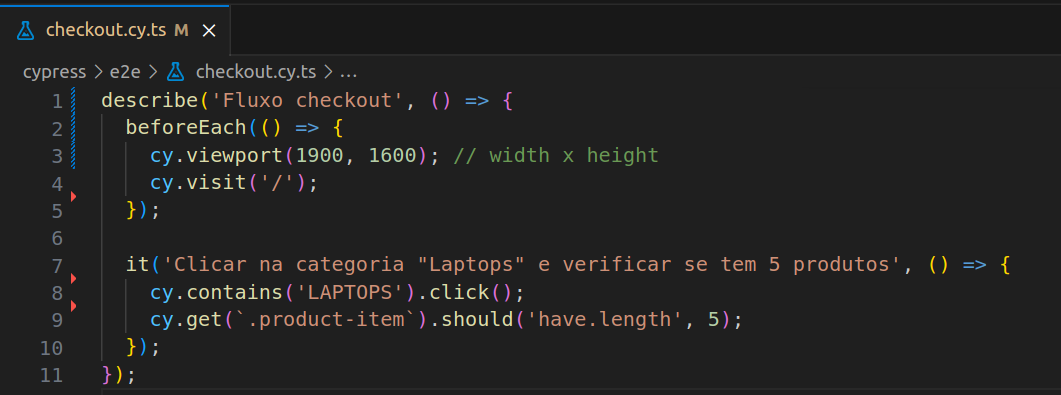 checkout.cy.ts M
cypress > e2e > checkout.cy.ts > ...
1 describe('Fluxo checkout', () => {
2 beforeEach(() => {
3 cy.viewport(1900, 1600); // width x height
4 cy.visit('/');
5 });
6
7 it('Clicar na categoria "Laptops" e verificar se tem 5 produtos', () => {
8 cy.contains('LAPTOPS').click();
9 cy.get(`.product-item`).should('have.length', 5);
10 });
11 });